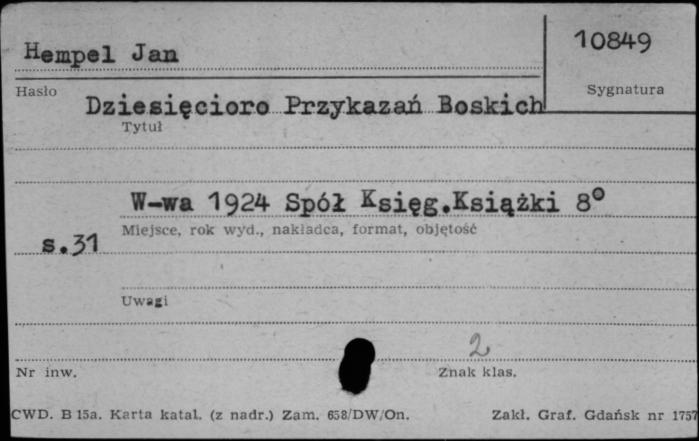 Hempel Jan
10849
Hasło
Sygnatura
Dziesięcioro Przykazań Boskich
Tytuł
W-wa 1924 Spół Księg.Książki 8°
Miejsce, rok wyd., nakładca, format, objętość
s.31
Uwagi
2
Nr inw.
Znak klas.
CWD. B 15a. Karta katal. (z nadr.) Zam. 658/DW/On.
Zakł. Graf. Gdańsk nr 1757